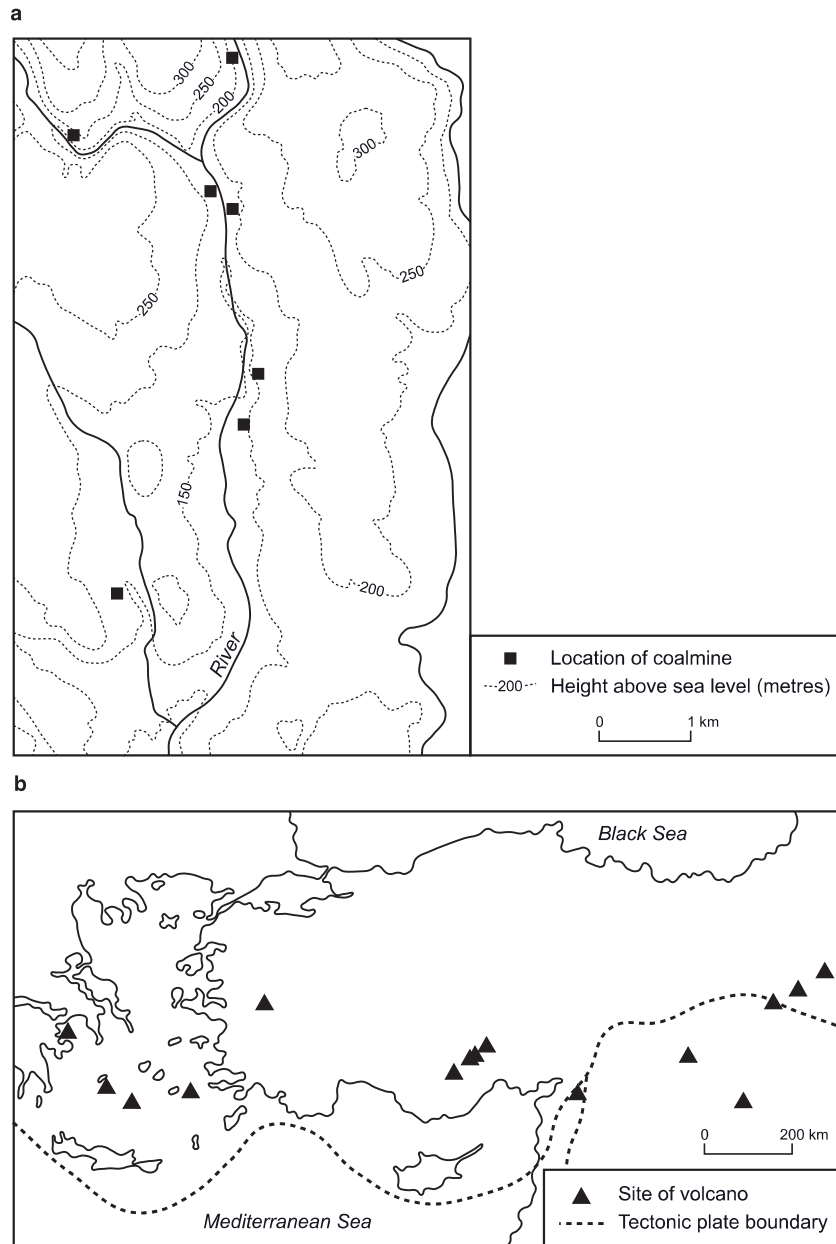 a
300
250
200
300
250
250
150
200
River
Location of coalmine
200 Height above sea level (metres)
0 1 km
b
Black Sea
0 200 km
Mediterranean Sea
Site of volcano
Tectonic plate boundary